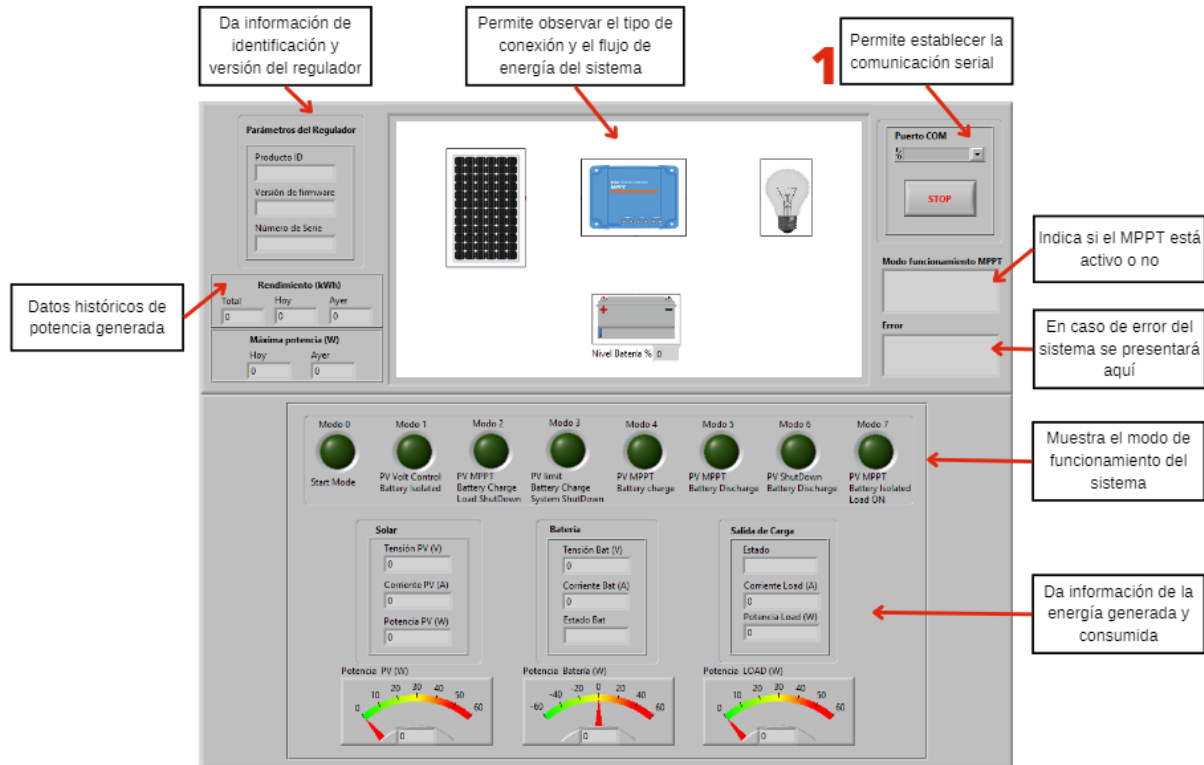 Da información de
identificación y
versión del regulador
Permite observar el tipo de
conexión y el flujo de
energía del sistema
1
Permite establecer la
comunicación serial
Parámetros del Regulador
Producto ID
Versión de firmware
Número de Serie
Rendimiento (kWh)
Total Hoy Ayer
0 0 0
Máxima potencia (W)
Hoy Ayer
0 0
Datos históricos de
potencia generada
MPPT
+ −
Nivel Batería % 0
Puerto COM
STOP
Modo funcionamiento MPPT
Error
Indica si el MPPT está
activo o no
En caso de error del
sistema se presentará
aquí
Modo 0 Modo 1 Modo 2 Modo 3 Modo 4 Modo 5 Modo 6 Modo 7
Start Mode
PV Volt Control
Battery Isolated
PV MPPT
Battery Charge
Load ShutDown
PV limit
Battery Charge
System ShutDown
PV MPPT
Battery charge
PV MPPT
Battery Discharge
PV ShutDown
Battery Discharge
PV MPPT
Battery Isolated
Load ON
Muestra el modo de
funcionamiento del
sistema
Solar
Tensión PV (V)
0
Corriente PV (A)
0
Potencia PV (W)
0
Batería
Tensión Bat (V)
0
Corriente Bat (A)
0
Estado Bat
Salida de Carga
Estado
Corriente Load (A)
0
Potencia Load (W)
0
Da información de la
energía generada y
consumida
Potencia PV (W)
0 10 20 30 40 50 60
0
Potencia Batería (W)
-60 -40 -20 0 20 40 60
0
Potencia LOAD (W)
0 10 20 30 40 50 60
0